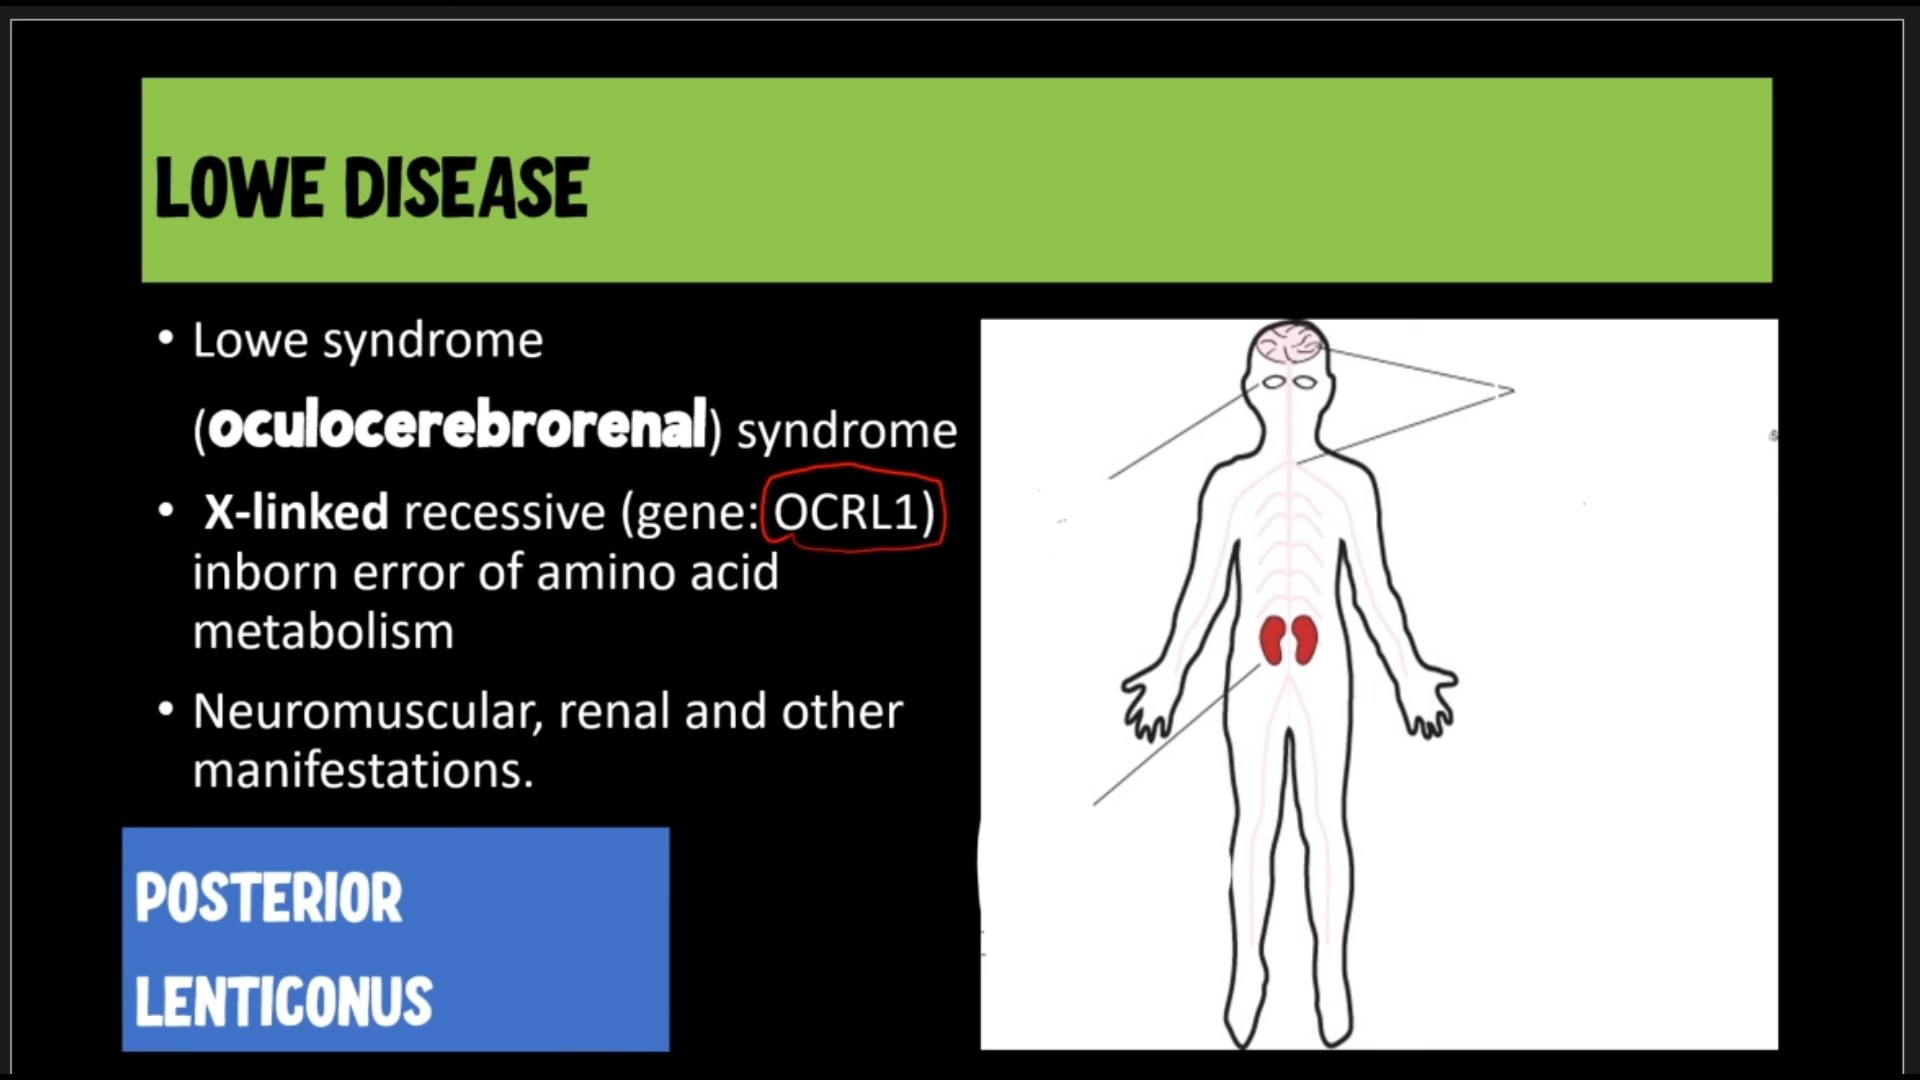 LOWE DISEASE
• Lowe syndrome
(oculocerebrorenal) syndrome
• X-linked recessive (gene: OCRL1)
inborn error of amino acid
metabolism
• Neuromuscular, renal and other
manifestations.
POSTERIOR
LENTICONUS